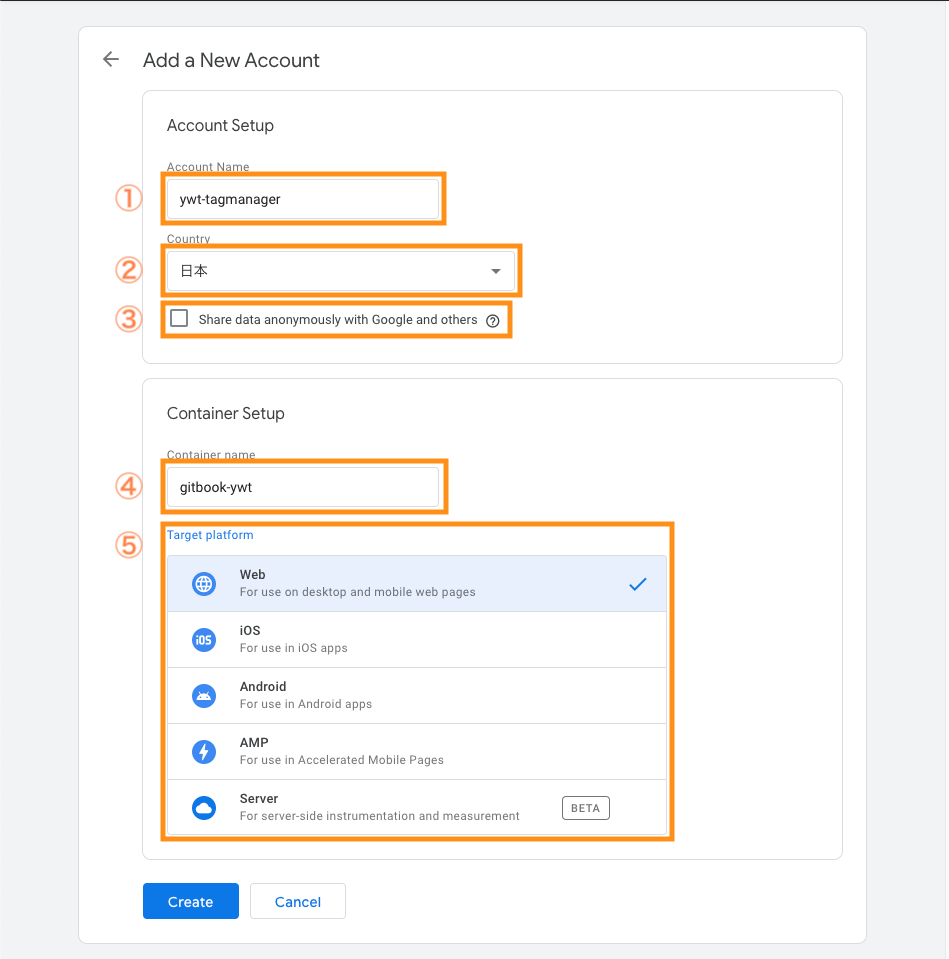 Add a New Account
Account Setup
Account Name
① ywt-tagmanager
Country
② 日本
③ Share data anonymously with Google and others ?
Container Setup
Container name
④ gitbook-ywt
⑤ Target platform
Web
For use on desktop and mobile web pages
iOS iOS
For use in iOS apps
Android
For use in Android apps
AMP
For use in Accelerated Mobile Pages
Server
For server-side instrumentation and measurement BETA
Create Cancel